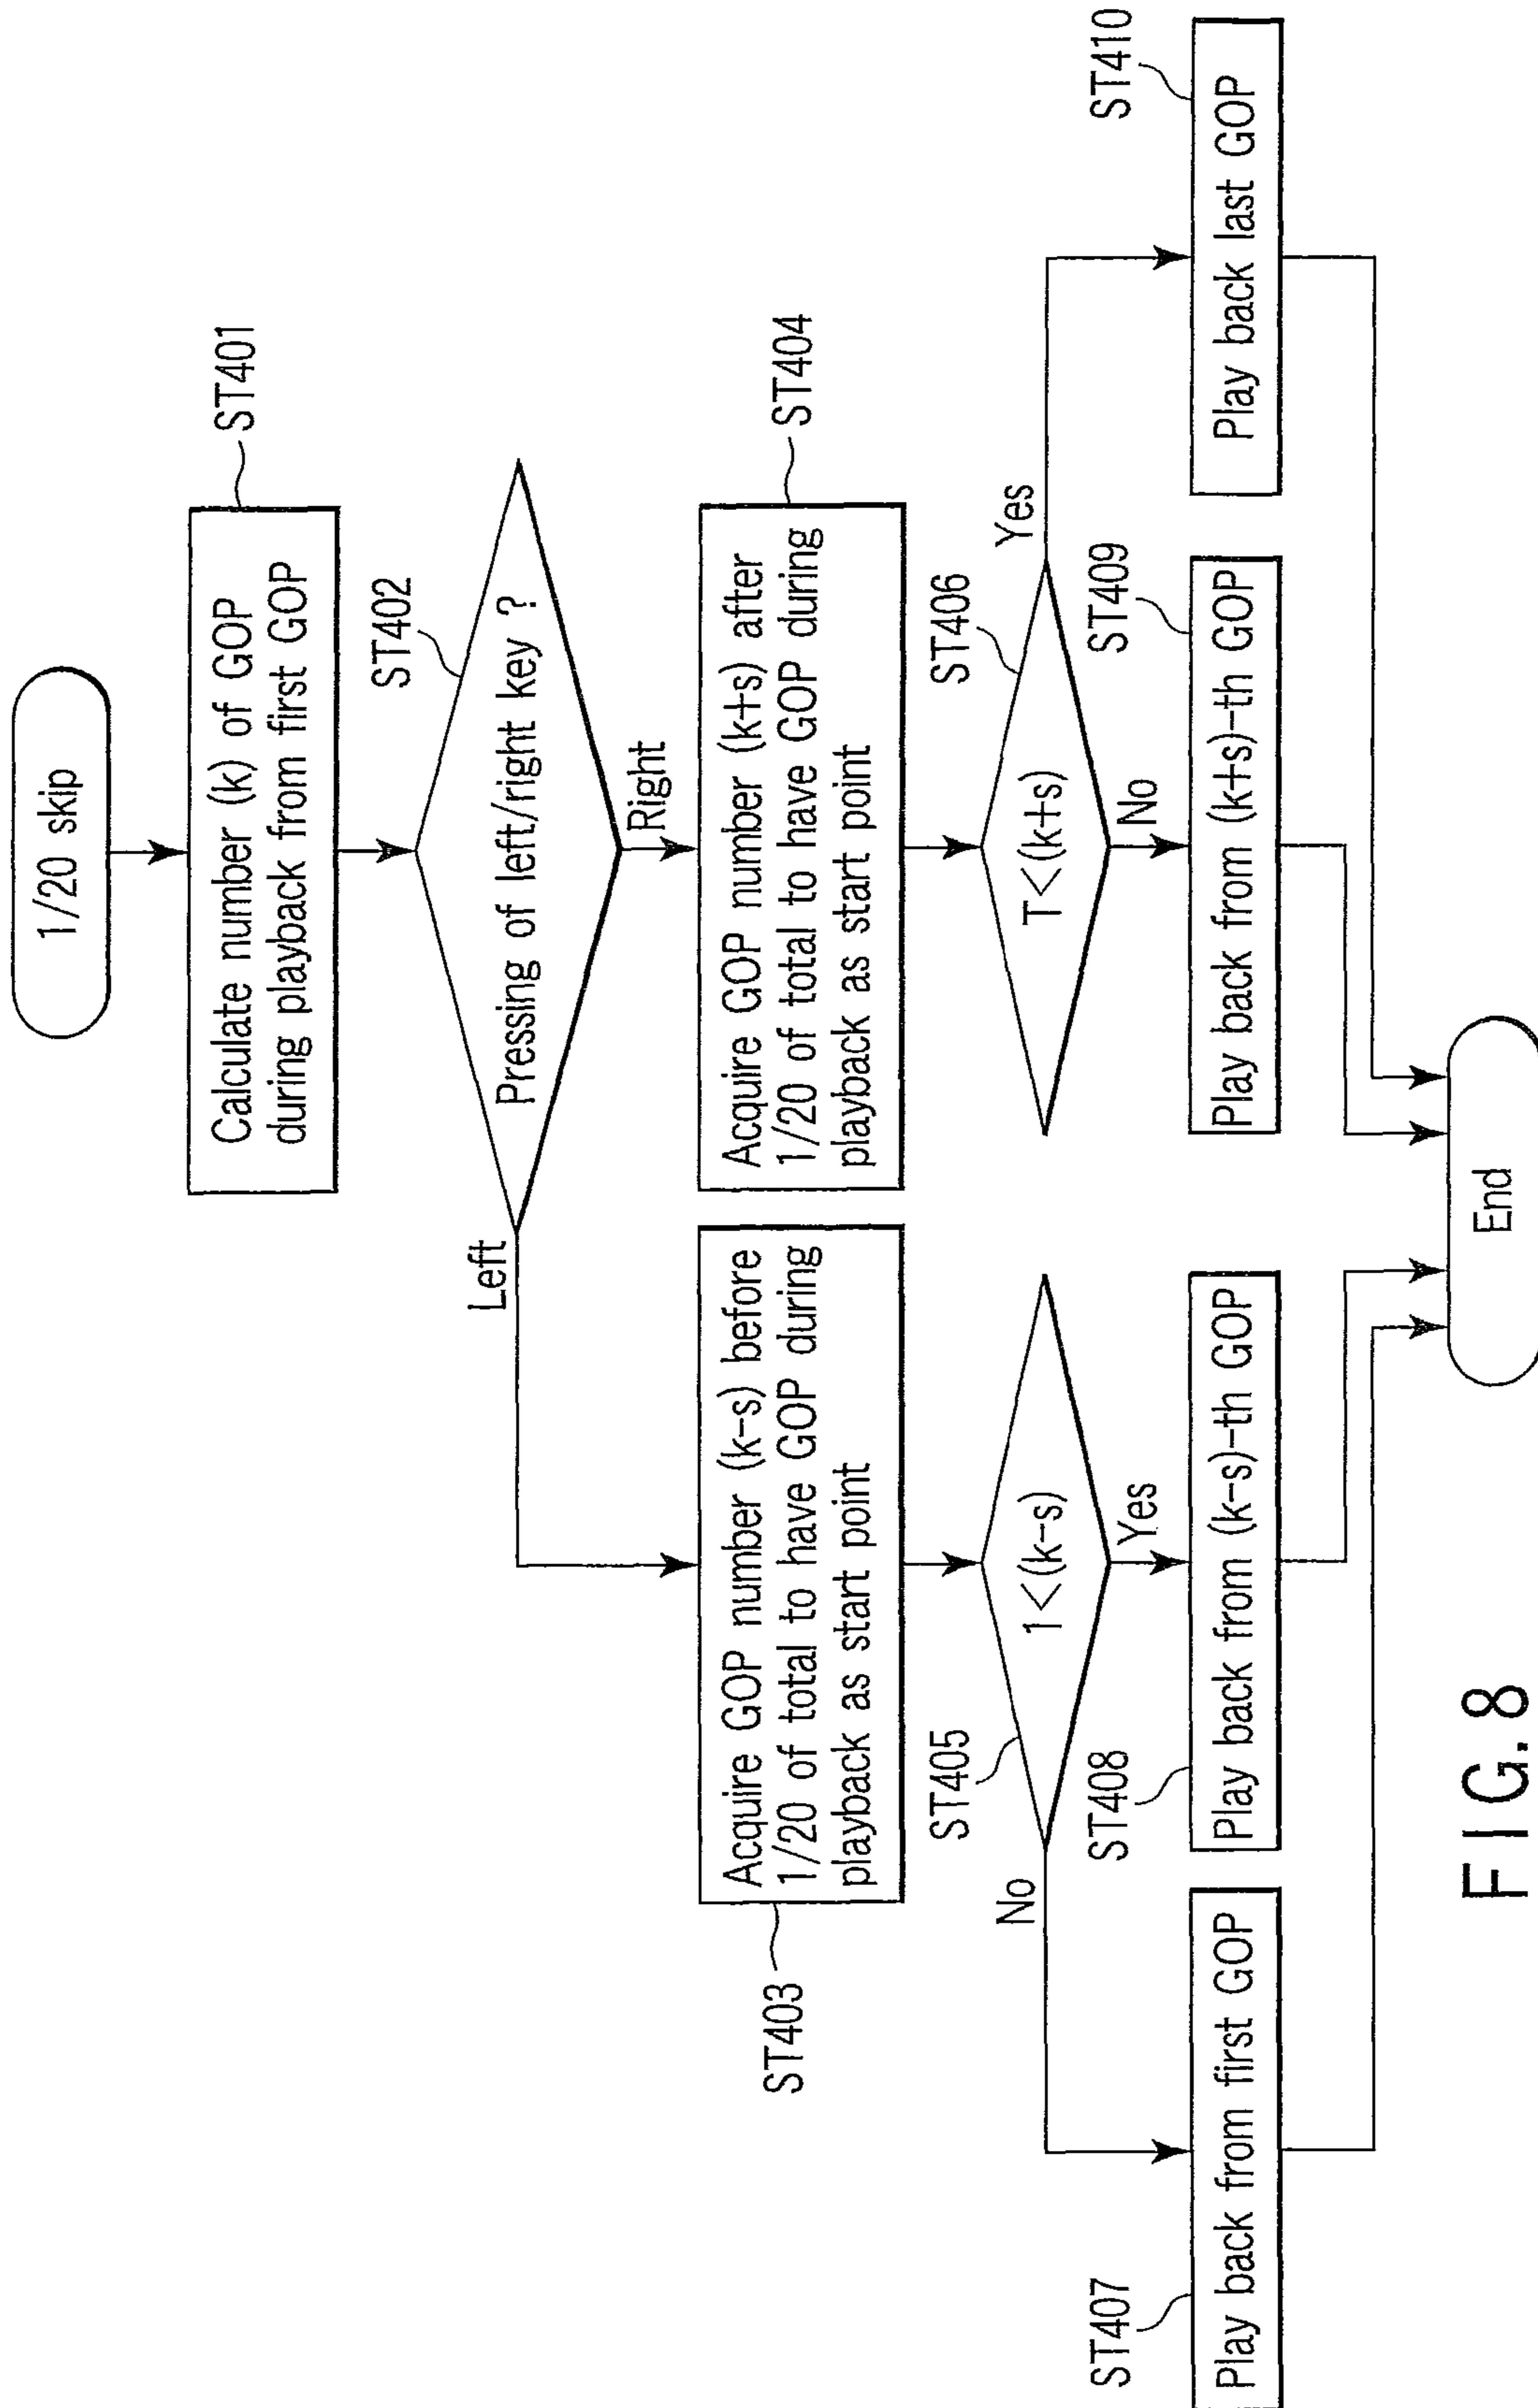 1/20 skip
ST401
Calculate number (k) of GOP
during playback from first GOP
ST402
Pressing of left/right key ?
Left
Right
ST403
Acquire GOP number (k-s) before
1/20 of total to have GOP during
playback as start point
ST404
Acquire GOP number (k+s) after
1/20 of total to have GOP during
playback as start point
ST405
1<(k-s)
No
Yes
ST406
T<(k+s)
Yes
No
ST407
Play back from first GOP
ST408
Play back from (k-s)-th GOP
ST409
Play back from (k+s)-th GOP
ST410
Play back last GOP
End
FIG. 8